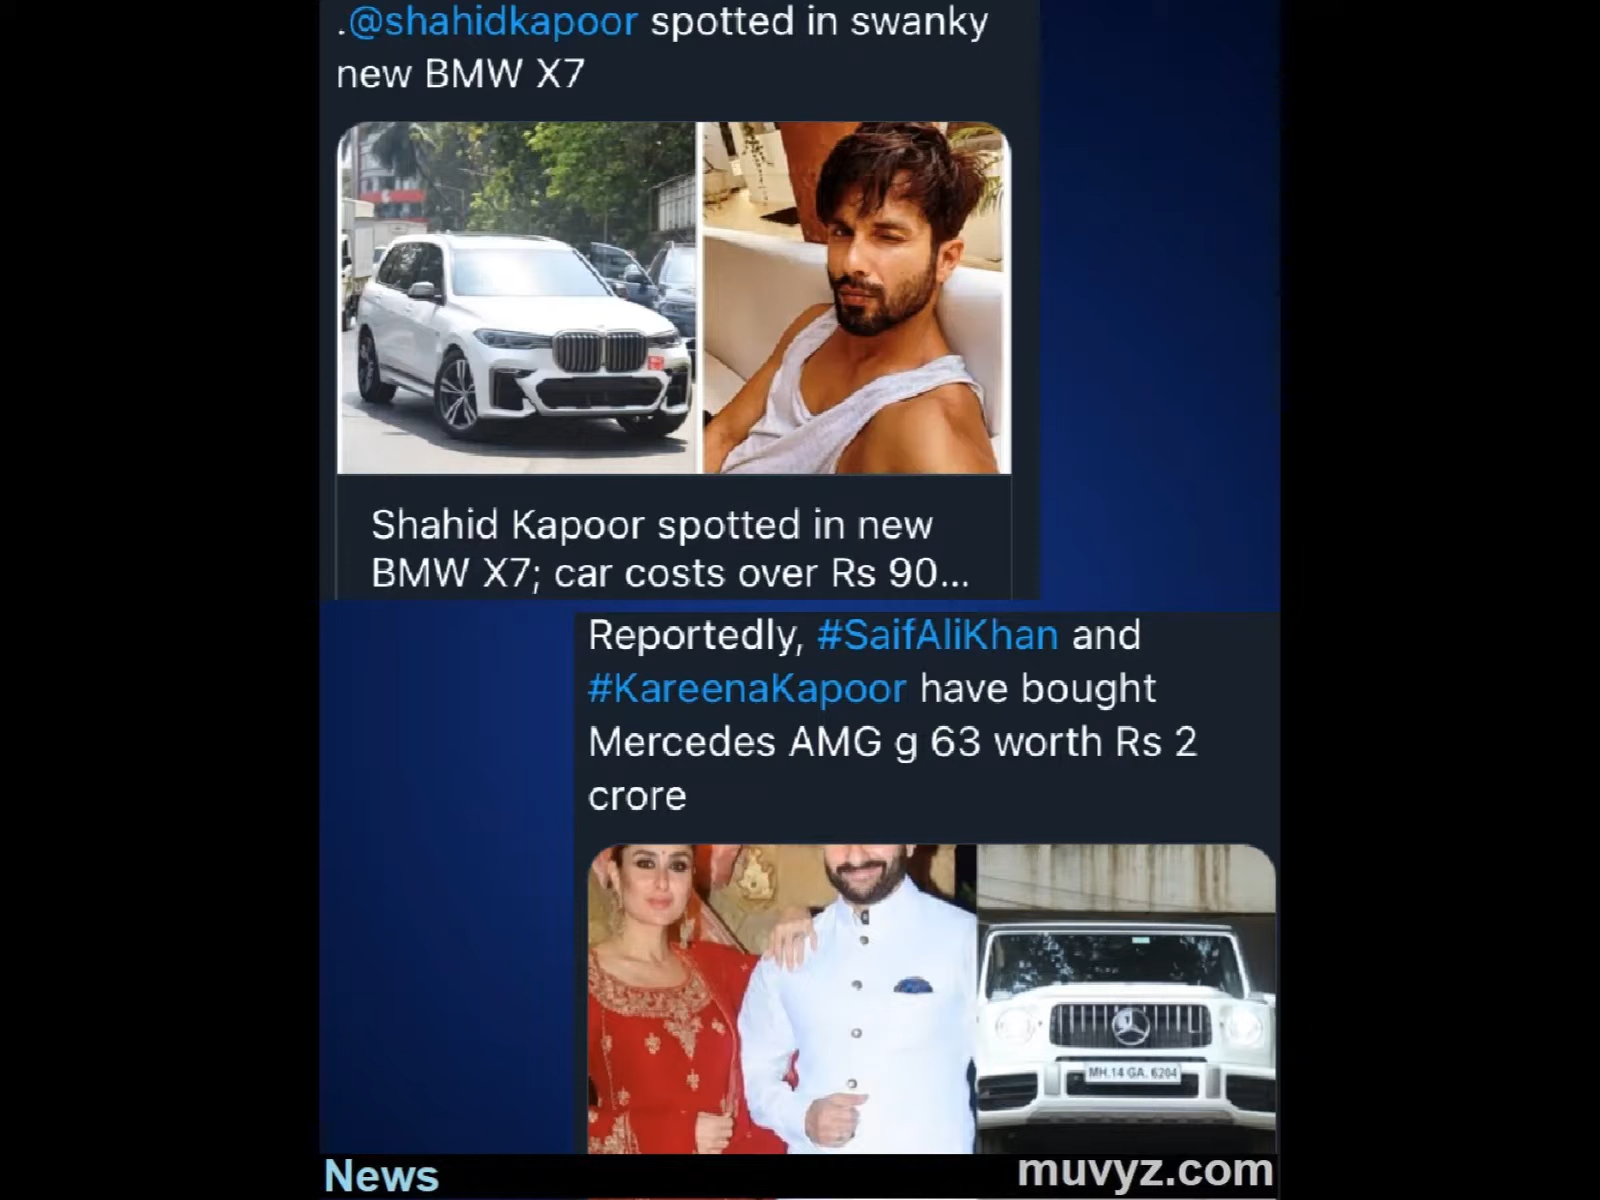 .@shahidkapoor spotted in swanky
new BMW X7
Shahid Kapoor spotted in new
BMW X7; car costs over Rs 90...
Reportedly, #SaifAliKhan and
#KareenaKapoor have bought
Mercedes AMG g 63 worth Rs 2
crore
MH.14 GA. 6204
News
muvyz.com